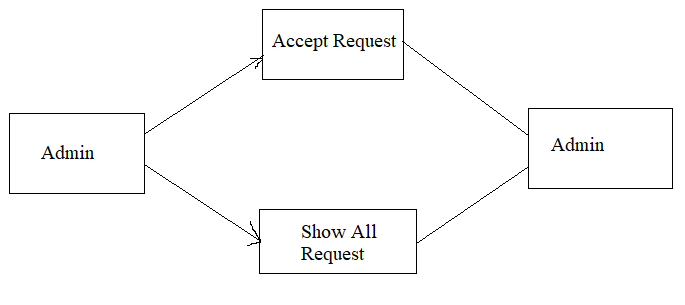 Accept Request
Admin
Admin
Show All
Request